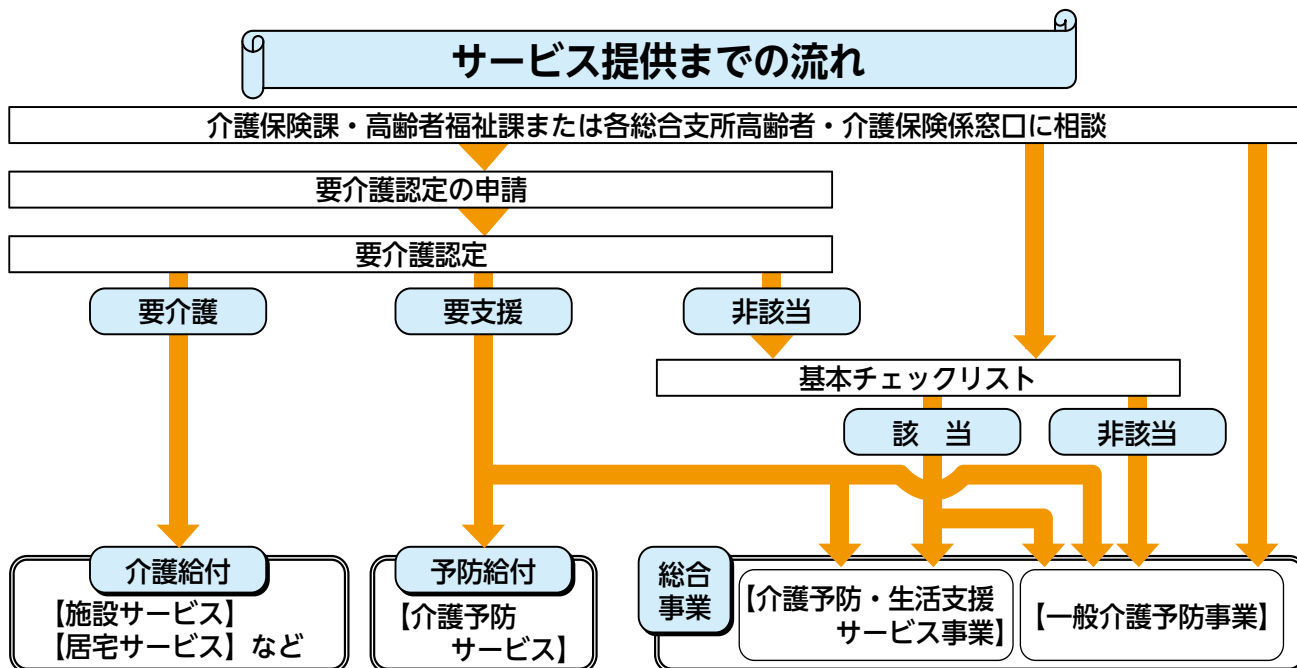 サービス提供までの流れ
介護保険課・高齢者福祉課または各総合支所高齢者・介護保険係窓口に相談
要介護認定の申請
要介護認定
要介護
要支援
非該当
基本チェックリスト
該　当
非該当
介護給付
【施設サービス】
【居宅サービス】など
予防給付
【介護予防
サービス】
総合
事業
【介護予防・生活支援
サービス事業】
【一般介護予防事業】